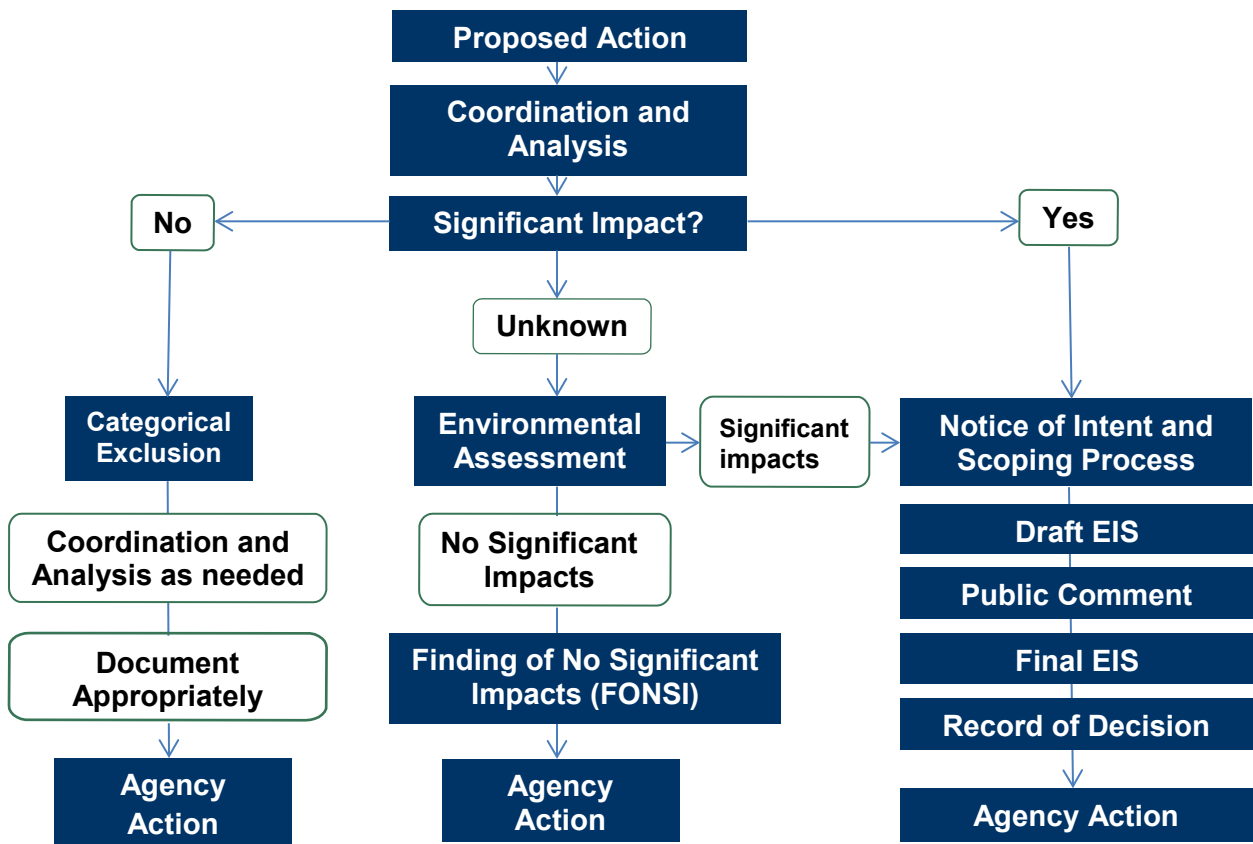 Proposed Action
Coordination and
Analysis
No
Significant Impact?
Yes
Unknown
Categorical
Exclusion
Environmental
Assessment
Significant
impacts
Notice of Intent and
Scoping Process
Coordination and
Analysis as needed
No Significant
Impacts
Draft EIS
Public Comment
Document
Appropriately
Finding of No Significant
Impacts (FONSI)
Final EIS
Record of Decision
Agency
Action
Agency
Action
Agency Action